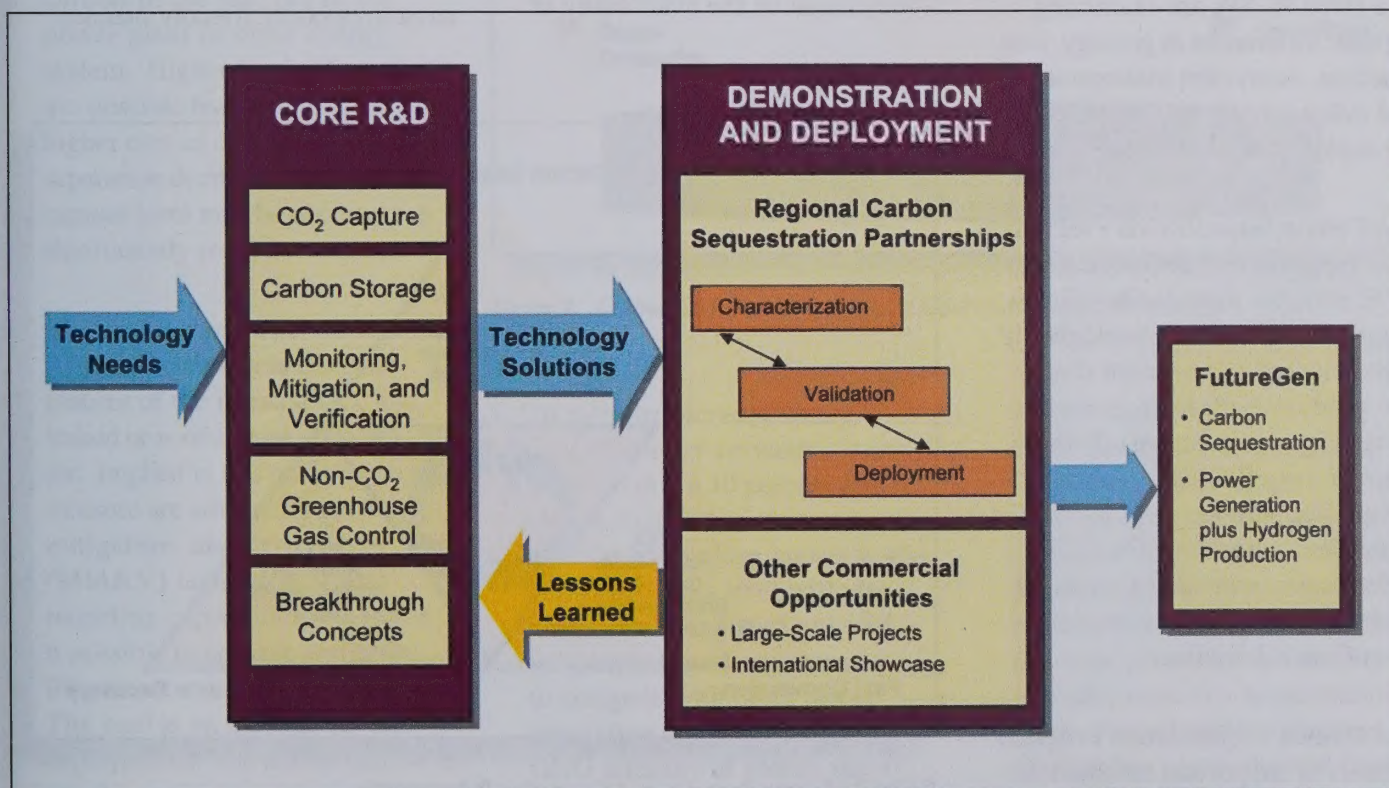 CORE R&D
CO₂ Capture
Carbon Storage
Monitoring,
Mitigation, and
Verification
Non-CO₂
Greenhouse
Gas Control
Breakthrough
Concepts
Technology
Needs
Technology
Solutions
Lessons
Learned
DEMONSTRATION
AND DEPLOYMENT
Regional Carbon
Sequestration Partnerships
Characterization
Validation
Deployment
Other Commercial
Opportunities
• Large-Scale Projects
• International Showcase
FutureGen
• Carbon
Sequestration
• Power
Generation
plus Hydrogen
Production